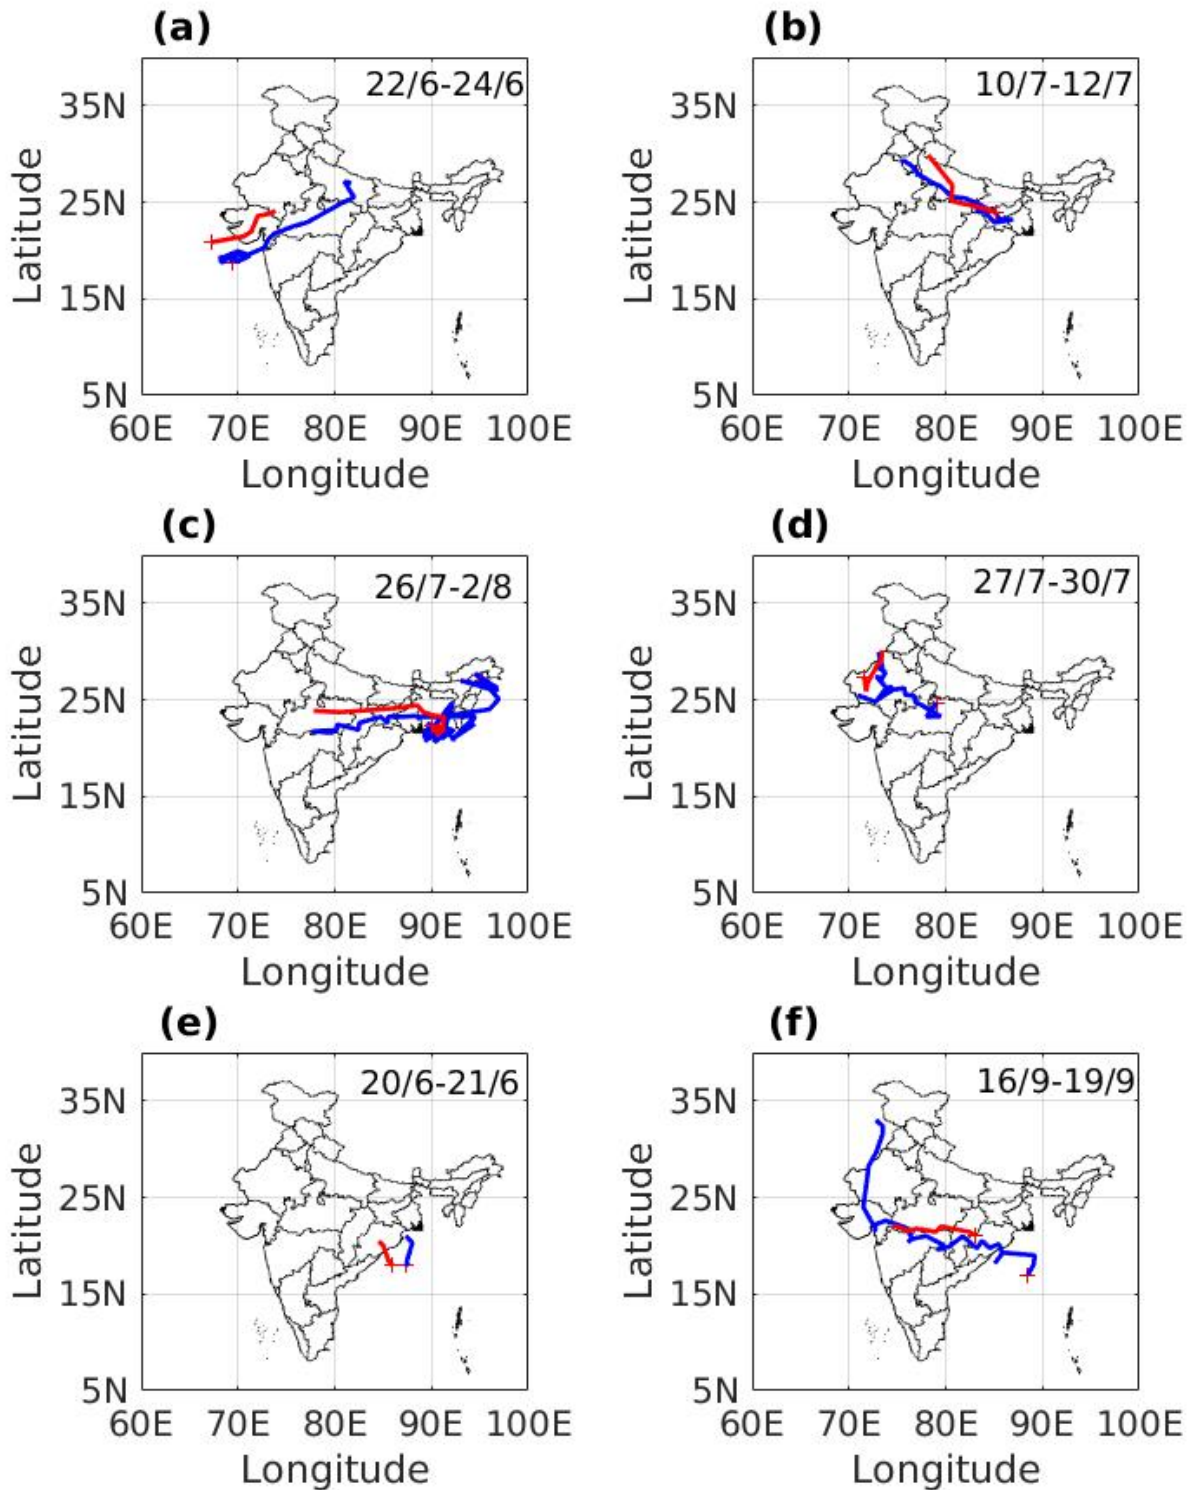 (a)
22/6-24/6
35N
25N
15N
5N
60E 70E 80E 90E 100E
Latitude
Longitude
(b)
10/7-12/7
35N
25N
15N
5N
60E 70E 80E 90E 100E
Latitude
Longitude
(c)
26/7-2/8
35N
25N
15N
5N
60E 70E 80E 90E 100E
Latitude
Longitude
(d)
27/7-30/7
35N
25N
15N
5N
60E 70E 80E 90E 100E
Latitude
Longitude
(e)
20/6-21/6
35N
25N
15N
5N
60E 70E 80E 90E 100E
Latitude
Longitude
(f)
16/9-19/9
35N
25N
15N
5N
60E 70E 80E 90E 100E
Latitude
Longitude